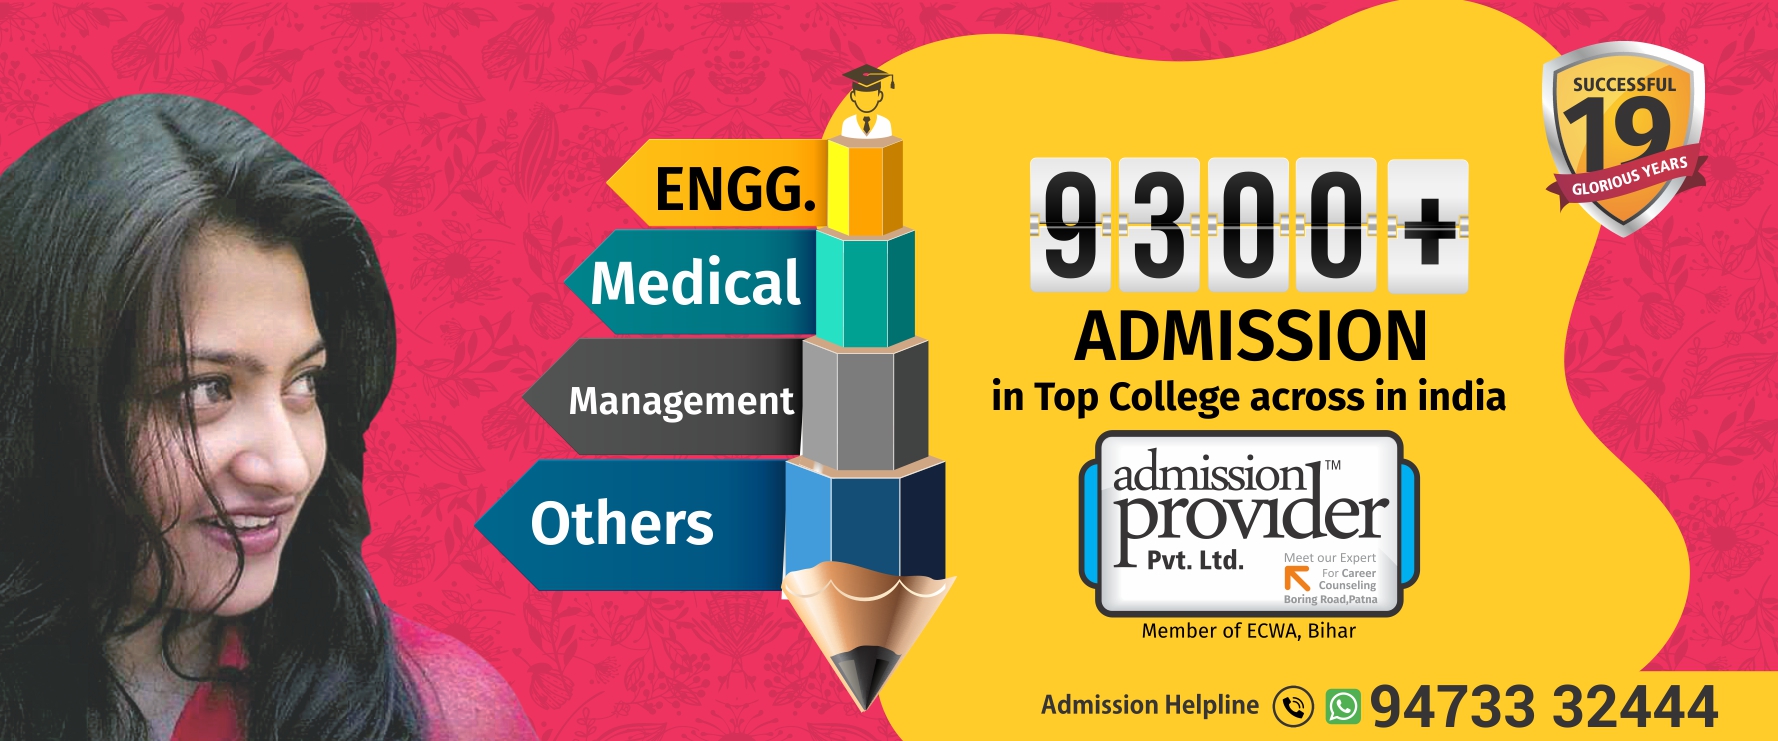 ENGG.
Medical
Management
Others
SUCCESSFUL
19
GLORIOUS YEARS
9300+
ADMISSION
in Top College across in india
admission™
provider
Pvt. Ltd.
Meet our Expert
For Career
Counseling
Boring Road,Patna
Member of ECWA, Bihar
Admission Helpline 94733 32444